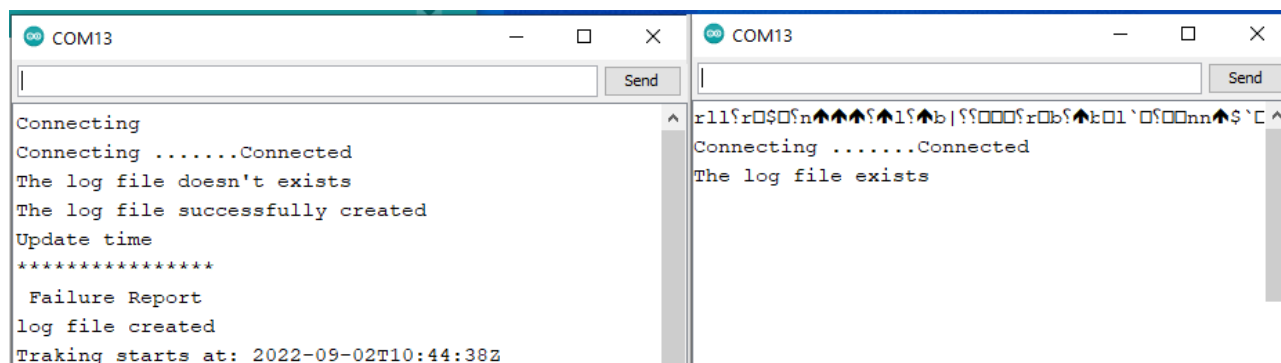 COM13
Send
Connecting
Connecting .......Connected
The log file doesn't exists
The log file successfully created
Update time
****************
Failure Report
log file created
Traking starts at: 2022-09-02T10:44:38Z
COM13
Send
Connecting .......Connected
The log file exists